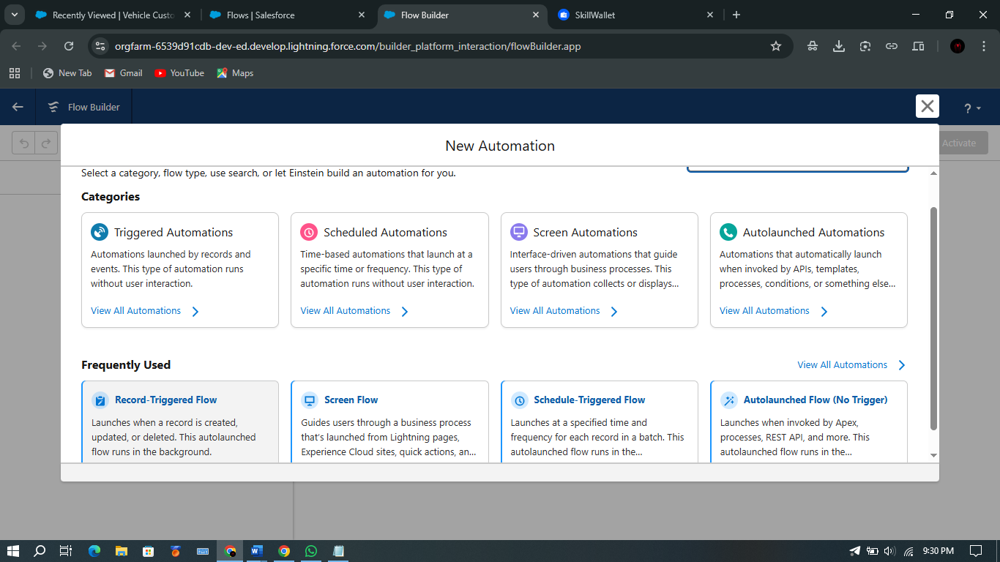 Recently Viewed | Vehicle Custo
Flows | Salesforce
Flow Builder
SkillWallet
orgfarm-6539d91cdb-dev-ed.develop.lightning.force.com/builder_platform_interaction/flowBuilder.app
New Tab
Gmail
YouTube
Maps
Flow Builder
?
Activate
New Automation
Select a category, flow type, use search, or let Einstein build an automation for you.
Categories
Triggered Automations
Automations launched by records and
events. This type of automation runs
without user interaction.
View All Automations
Scheduled Automations
Time-based automations that launch at a
specific time or frequency. This type of
automation runs without user interaction.
View All Automations
Screen Automations
Interface-driven automations that guide
users through business processes. This
type of automation collects or displays...
View All Automations
Autolaunched Automations
Automations that automatically launch
when invoked by APIs, templates,
processes, conditions, or something else...
View All Automations
Frequently Used
View All Automations
Record-Triggered Flow
Launches when a record is created,
updated, or deleted. This autolaunched
flow runs in the background.
Screen Flow
Guides users through a business process
that's launched from Lightning pages,
Experience Cloud sites, quick actions, an...
Schedule-Triggered Flow
Launches at a specified time and
frequency for each record in a batch. This
autolaunched flow runs in the...
Autolaunched Flow (No Trigger)
Launches when invoked by Apex,
processes, REST API, and more. This
autolaunched flow runs in the...
9:30 PM